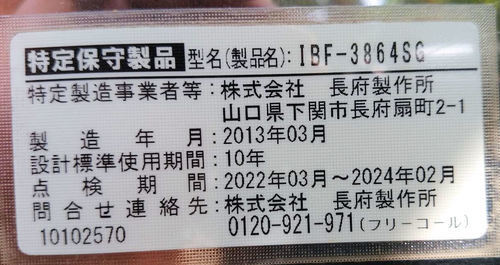 特定保守製品 型名(製品名): IBF-3864SG
特定製造事業者等: 株式会社 長府製作所
山口県下関市長府扇町2-1
製造年月: 2013年03月
設計標準使用期間: 10年
点検期間: 2022年03月～2024年02月
問合せ連絡先: 株式会社 長府製作所
0120-921-971(フリーコール)
10102570